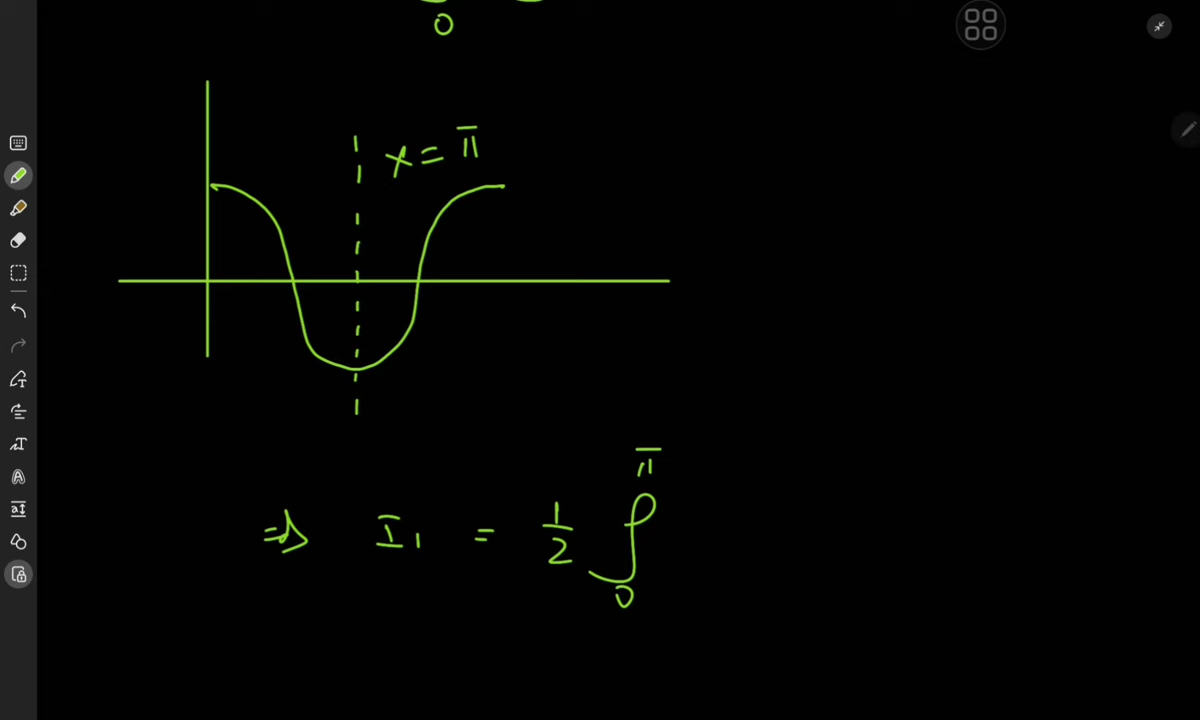 0
x = π
π
⇒ I₁ = 1/2 ∫
0